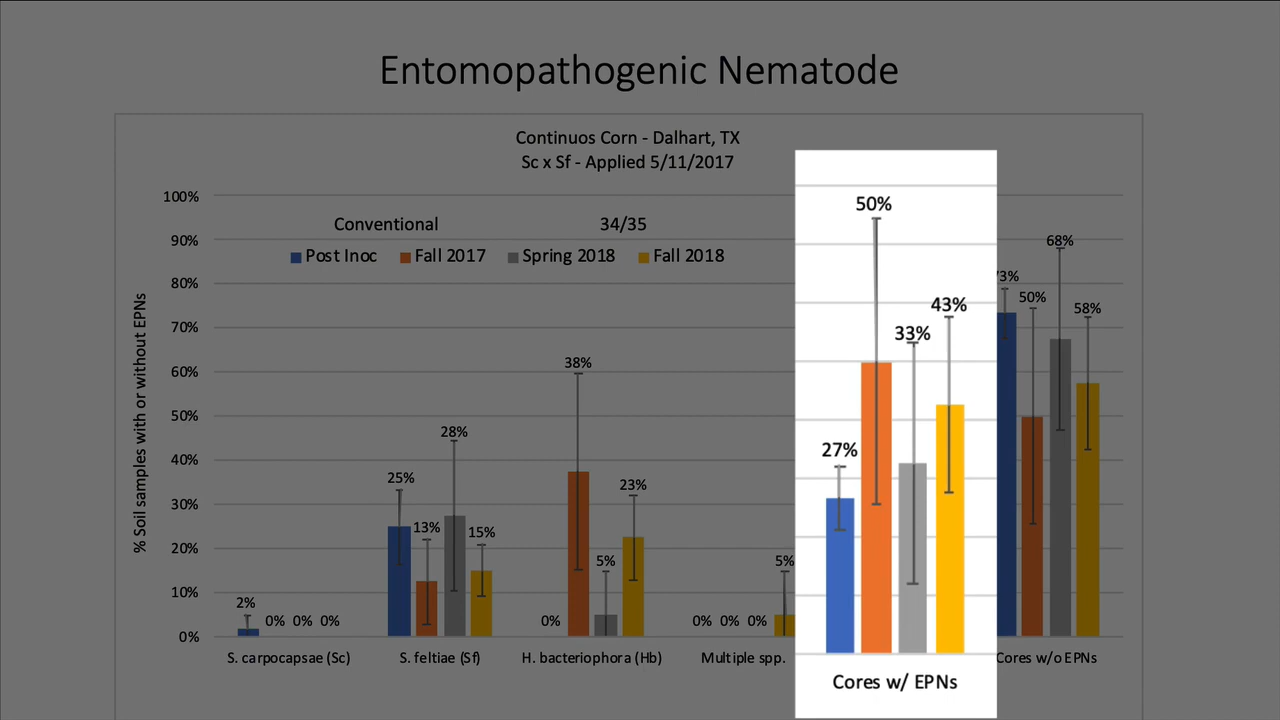 Entomopathogenic Nematode
Continuos Corn - Dalhart, TX
Sc x Sf - Applied 5/11/2017
Conventional 34/35
Post Inoc Fall 2017 Spring 2018 Fall 2018
% Soil samples with or without EPNs
100%
90%
80%
70%
60%
50%
40%
30%
20%
10%
0%
2% 0% 0% 0%
25% 13% 28% 15%
0% 38% 5% 23%
0% 0% 0% 5%
27% 50% 33% 43%
73% 50% 68% 58%
S. carpocapsae (Sc) S. feltiae (Sf) H. bacteriophora (Hb) Multiple spp. Cores w/ EPNs Cores w/o EPNs